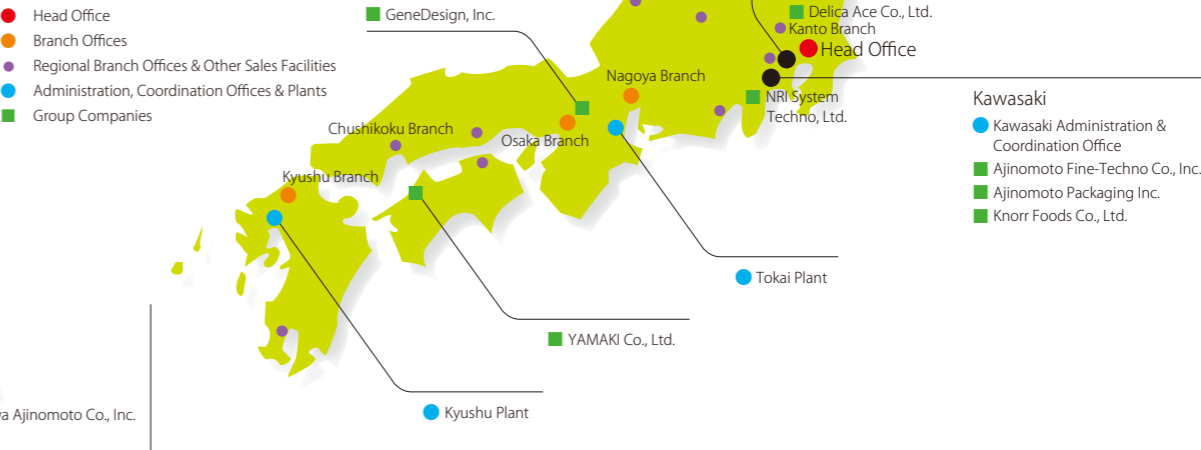 Head Office
Branch Offices
Regional Branch Offices & Other Sales Facilities
Administration, Coordination Offices & Plants
Group Companies
GeneDesign, Inc.
Delica Ace Co., Ltd.
Kanto Branch
Head Office
Nagoya Branch
NRI System
Techno, Ltd.
Chushikoku Branch
Osaka Branch
Kyushu Branch
Kawasaki
Kawasaki Administration &
Coordination Office
Ajinomoto Fine-Techno Co., Inc.
Ajinomoto Packaging Inc.
Knorr Foods Co., Ltd.
Tokai Plant
YAMAKI Co., Ltd.
Kyushu Plant
Ajinomoto Co., Inc.